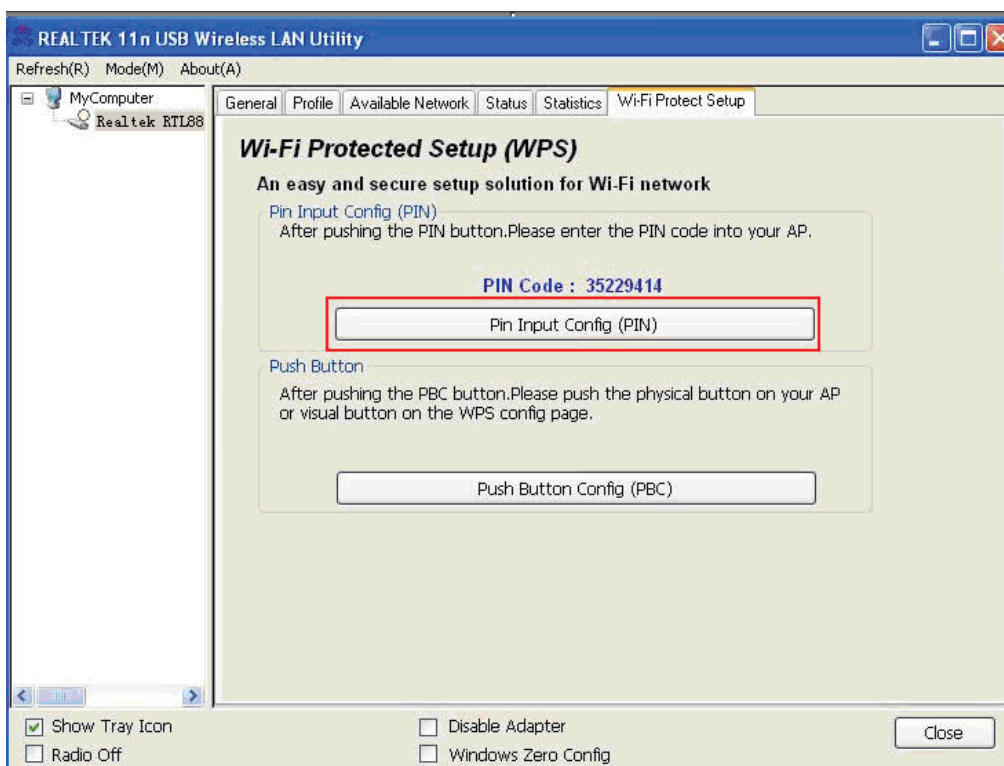 REALTEK 11n USB Wireless LAN Utility
Refresh(R) Mode(M) About(A)
MyComputer
Realtek RTL88
General Profile Available Network Status Statistics Wi-Fi Protect Setup
Wi-Fi Protected Setup (WPS)
An easy and secure setup solution for Wi-Fi network
Pin Input Config (PIN)
After pushing the PIN button.Please enter the PIN code into your AP.
PIN Code : 35229414
Pin Input Config (PIN)
Push Button
After pushing the PBC button.Please push the physical button on your AP
or visual button on the WPS config page.
Push Button Config (PBC)
Show Tray Icon
Radio Off
Disable Adapter
Windows Zero Config
Close